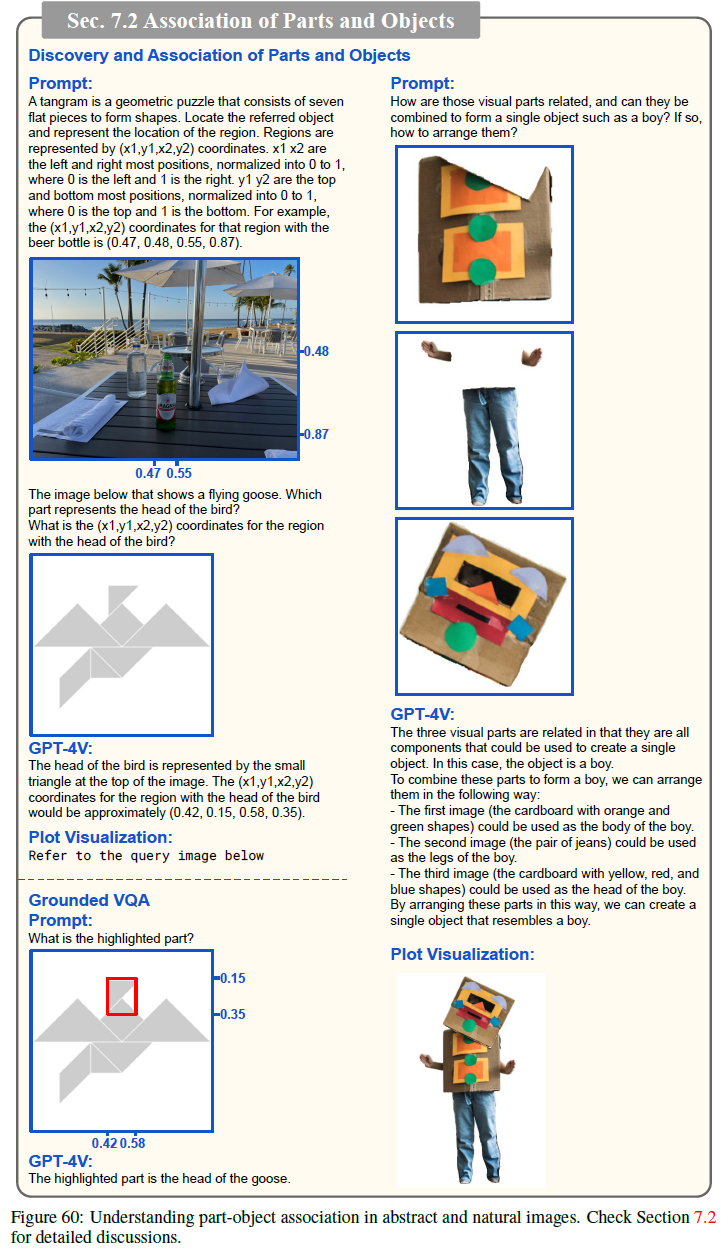 Sec. 7.2 Association of Parts and Objects
Discovery and Association of Parts and Objects
Prompt:
A tangram is a geometric puzzle that consists of seven
flat pieces to form shapes. Locate the referred object
and represent the location of the region. Regions are
represented by (x1,y1,x2,y2) coordinates. x1 x2 are
the left and right most positions, normalized into 0 to 1,
where 0 is the left and 1 is the right. y1 y2 are the top
and bottom most positions, normalized into 0 to 1,
where 0 is the top and 1 is the bottom. For example,
the (x1,y1,x2,y2) coordinates for that region with the
beer bottle is (0.47, 0.48, 0.55, 0.87).
0.48
0.87
0.47 0.55
The image below that shows a flying goose. Which
part represents the head of the bird?
What is the (x1,y1,x2,y2) coordinates for the region
with the head of the bird?
GPT-4V:
The head of the bird is represented by the small
triangle at the top of the image. The (x1,y1,x2,y2)
coordinates for the region with the head of the bird
would be approximately (0.42, 0.15, 0.58, 0.35).
Plot Visualization:
Refer to the query image below
Grounded VQA
Prompt:
What is the highlighted part?
0.15
0.35
0.42 0.58
GPT-4V:
The highlighted part is the head of the goose.
Prompt:
How are those visual parts related, and can they be
combined to form a single object such as a boy? If so,
how to arrange them?
GPT-4V:
The three visual parts are related in that they are all
components that could be used to create a single
object. In this case, the object is a boy.
To combine these parts to form a boy, we can arrange
them in the following way:
- The first image (the cardboard with orange and
green shapes) could be used as the body of the boy.
- The second image (the pair of jeans) could be used
as the legs of the boy.
- The third image (the cardboard with yellow, red, and
blue shapes) could be used as the head of the boy.
By arranging these parts in this way, we can create a
single object that resembles a boy.
Plot Visualization:
Figure 60: Understanding part-object association in abstract and natural images. Check Section 7.2
for detailed discussions.